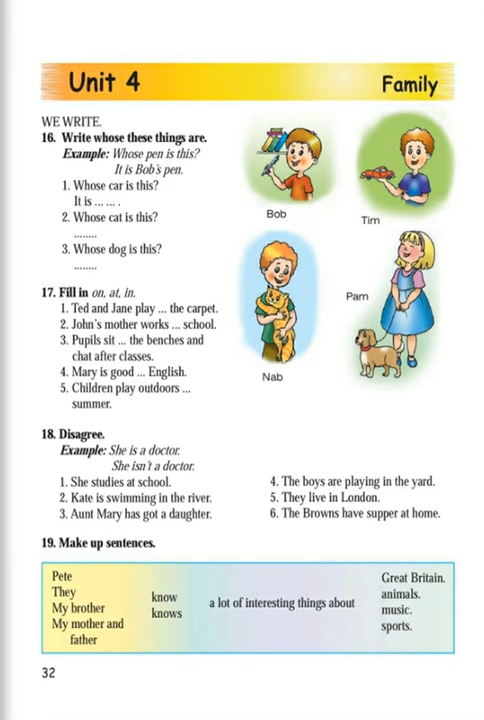 Unit 4 Family
WE WRITE.
16. Write whose these things are.
Example: Whose pen is this?
It is Bob's pen.
1. Whose car is this?
It is ... ... .
2. Whose cat is this?
.........
3. Whose dog is this?
.........
Bob
Tim
Pam
Nab
17. Fill in on, at, in.
1. Ted and Jane play ... the carpet.
2. John's mother works ... school.
3. Pupils sit ... the benches and
chat after classes.
4. Mary is good ... English.
5. Children play outdoors ...
summer.
18. Disagree.
Example: She is a doctor.
She isn't a doctor.
1. She studies at school.
2. Kate is swimming in the river.
3. Aunt Mary has got a daughter.
4. The boys are playing in the yard.
5. They live in London.
6. The Browns have supper at home.
19. Make up sentences.
Pete
They
My brother
My mother and
father
know
knows
a lot of interesting things about
Great Britain.
animals.
music.
sports.
32